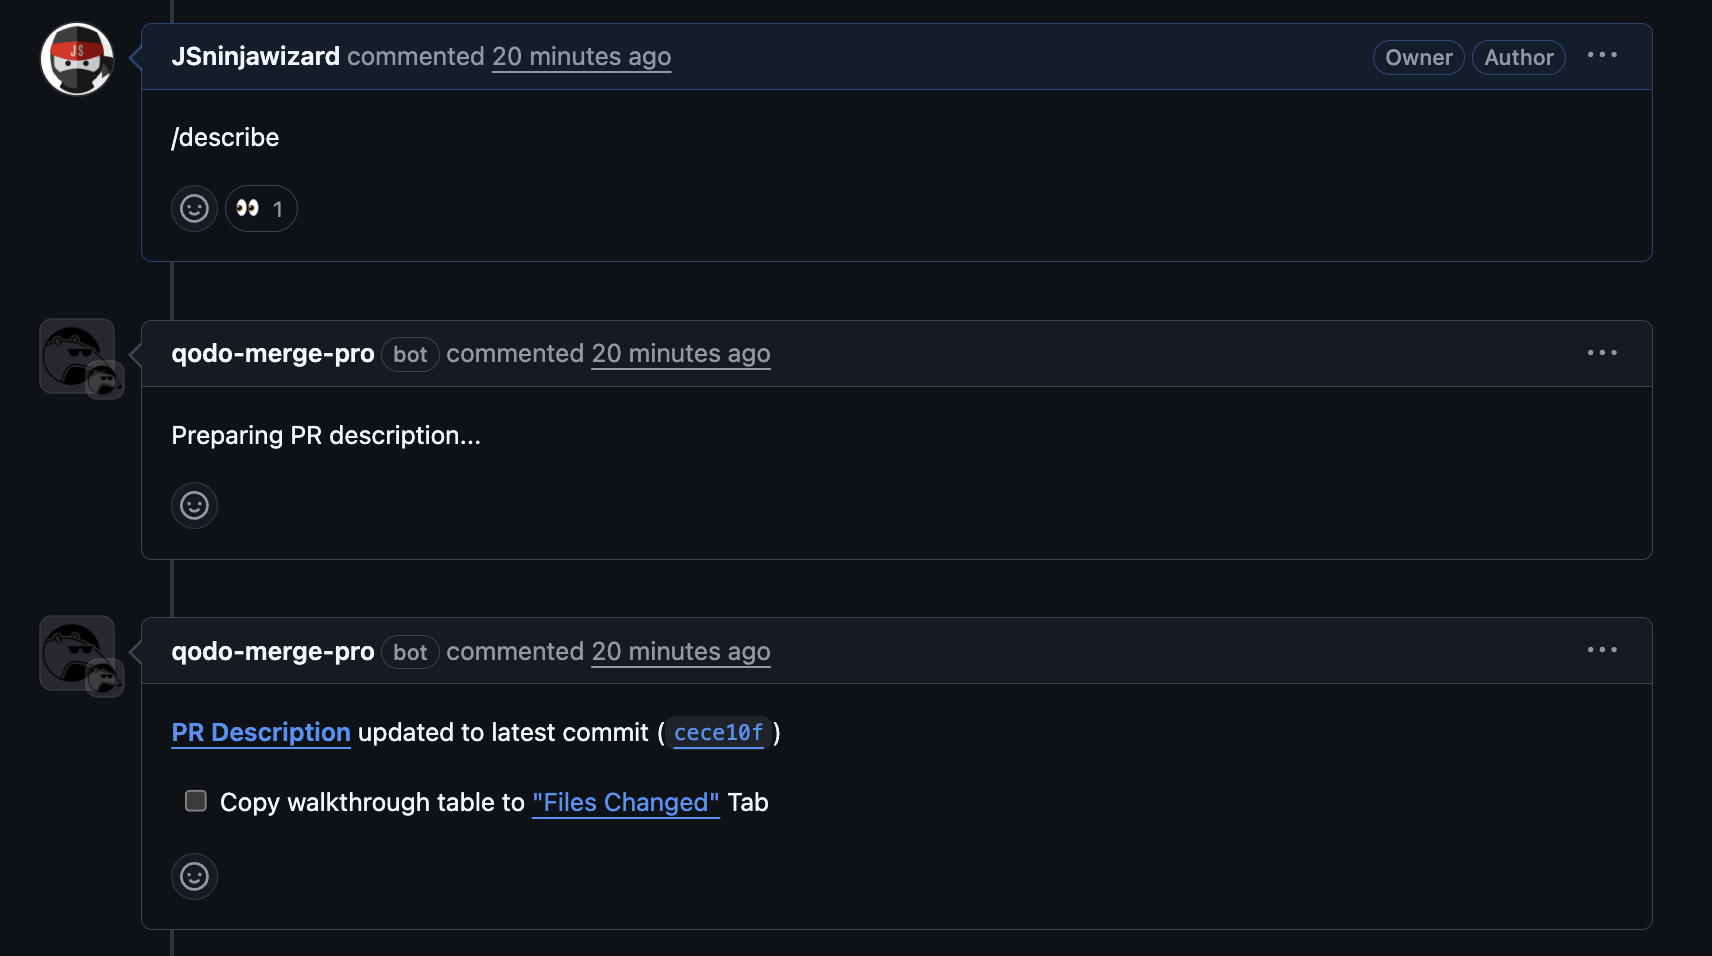 JS
JSninjawizard commented 20 minutes ago Owner Author
/describe
👀 1
qodo-merge-pro bot commented 20 minutes ago
Preparing PR description...
qodo-merge-pro bot commented 20 minutes ago
PR Description updated to latest commit (cece10f)
Copy walkthrough table to "Files Changed" Tab